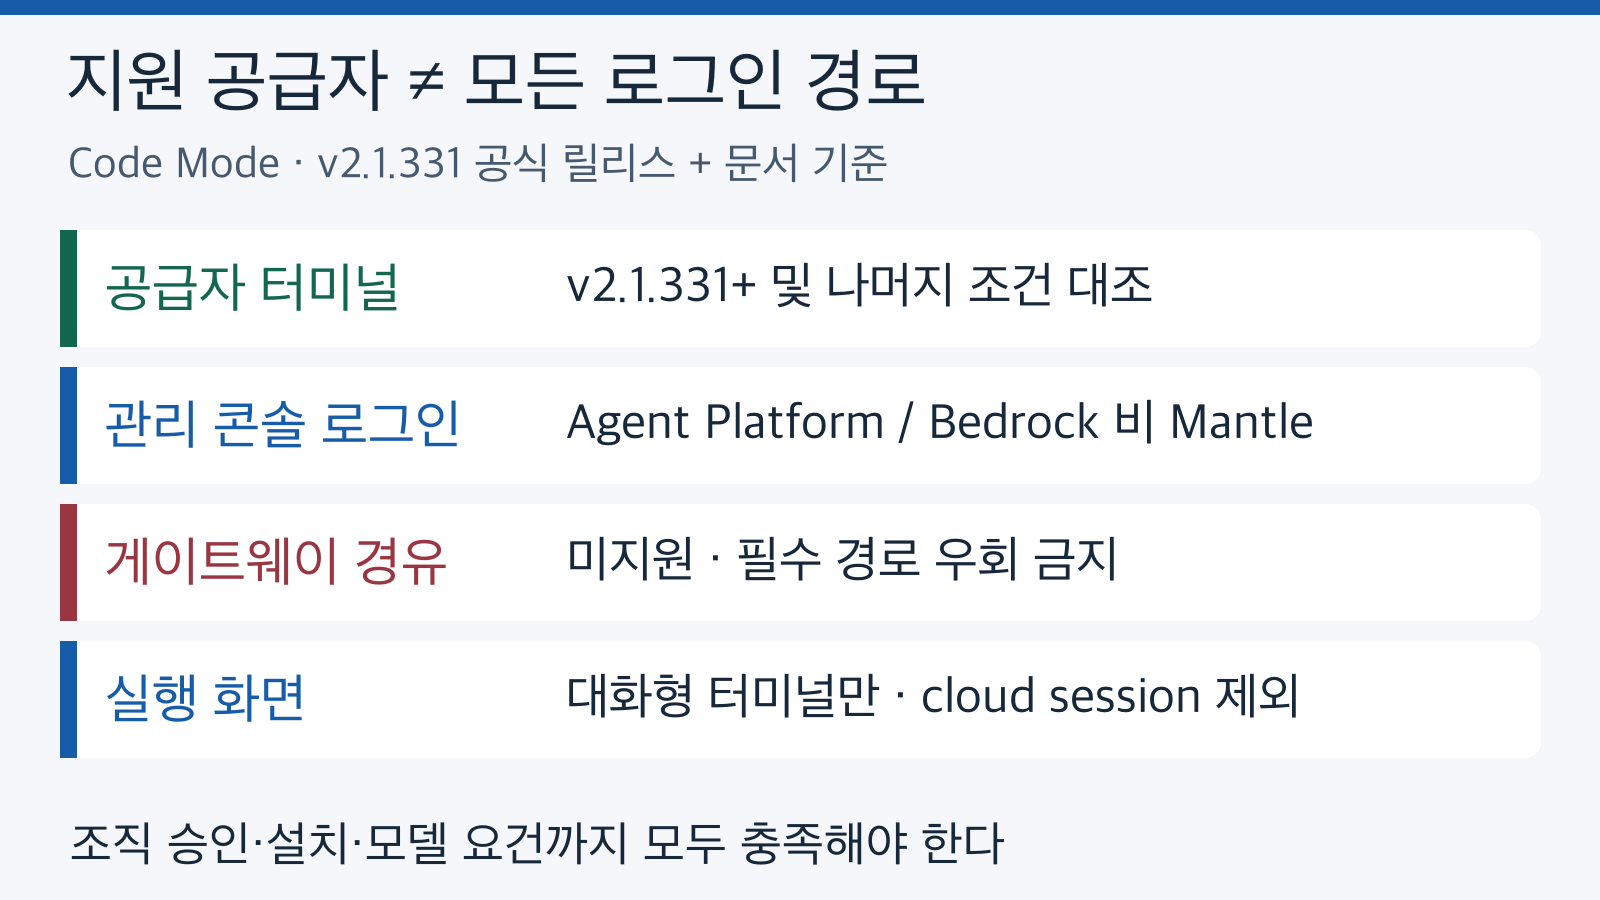 지원 공급자 ≠ 모든 로그인 경로
Code Mode · v2.1.331 공식 릴리스 + 문서 기준
공급자 터미널
v2.1.331+ 및 나머지 조건 대조
관리 콘솔 로그인
Agent Platform / Bedrock 비 Mantle
게이트웨이 경유
미지원 · 필수 경로 우회 금지
실행 화면
대화형 터미널만 · cloud session 제외
조직 승인·설치·모델 요건까지 모두 충족해야 한다